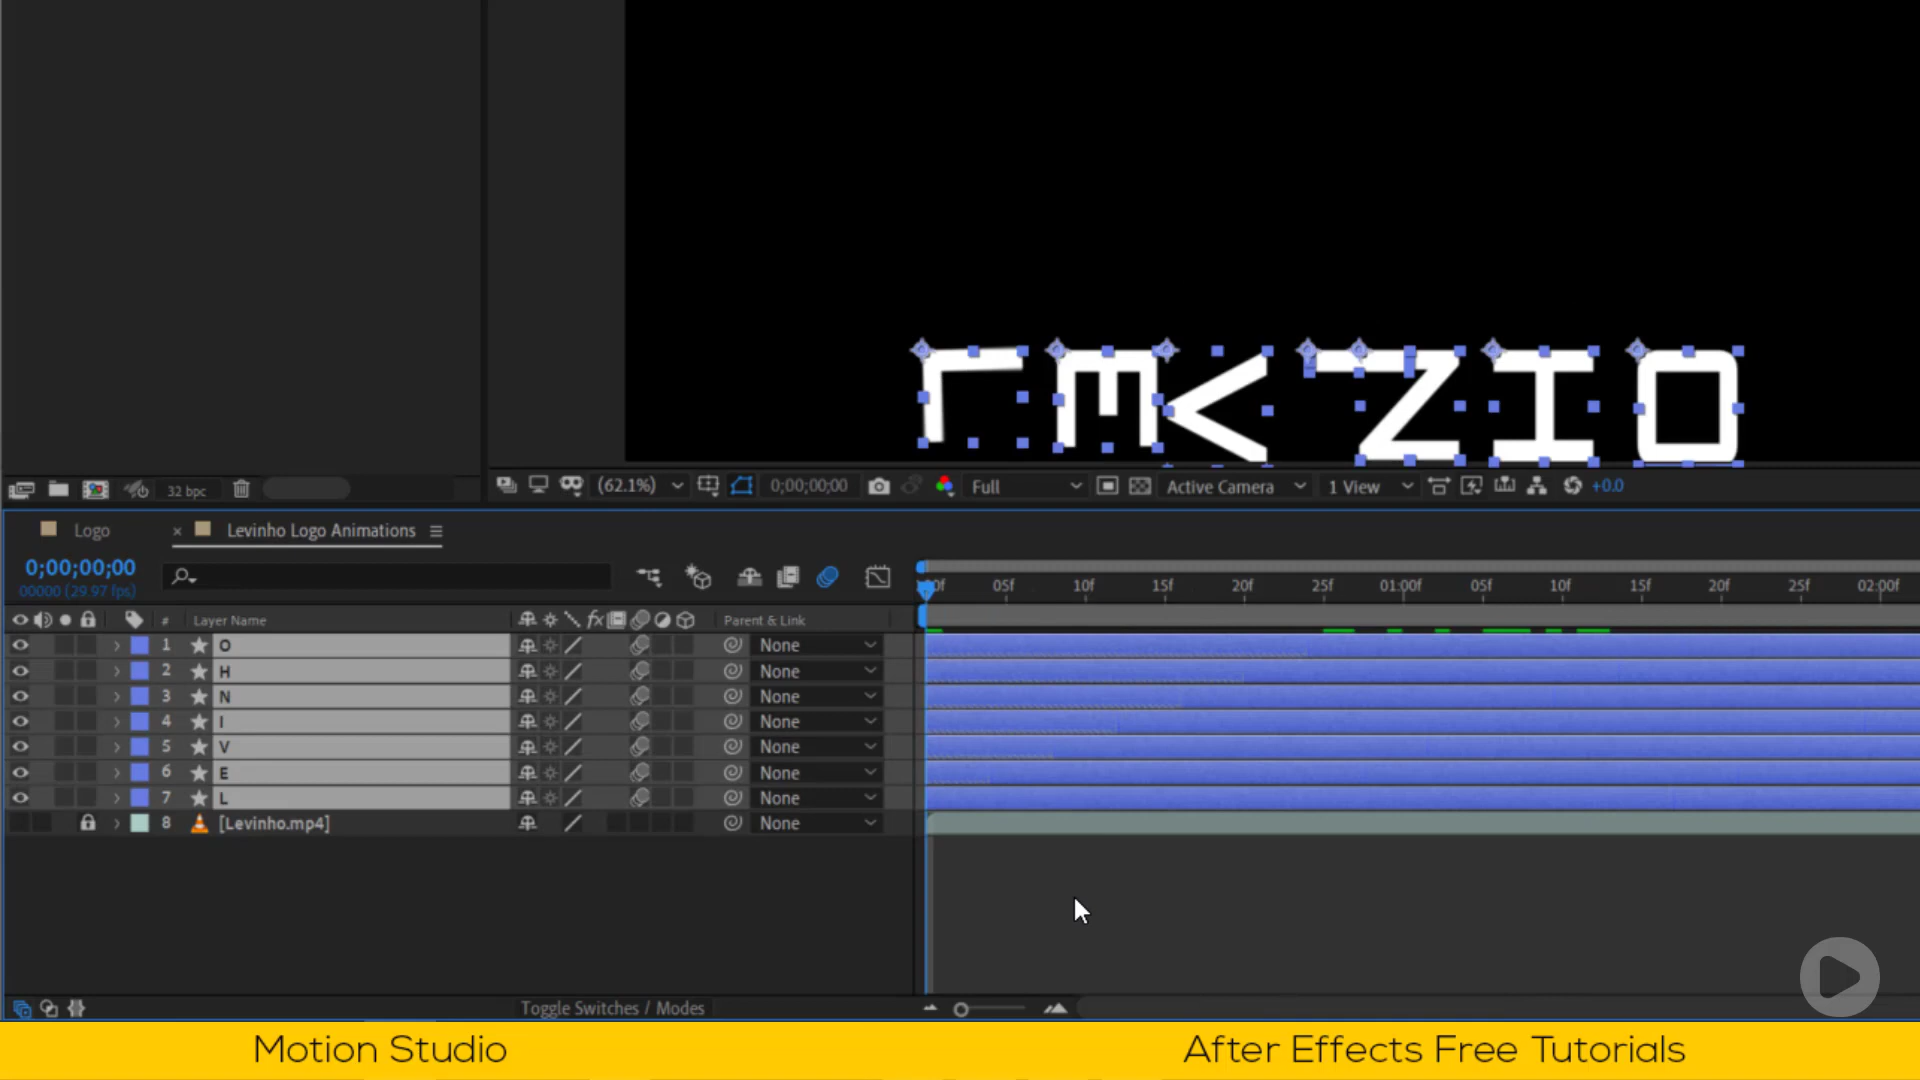 32 bpc
(62.1%)
0;00;00;00
Full
Active Camera
1 View
+0.0
Logo
× Levinho Logo Animations
0;00;00;00
00000 (29.97 fps)
05f 10f 15f 20f 25f 01:00f 05f 10f 15f 20f 25f 02:00f
# Layer Name
fx
Parent & Link
1 O None
2 H None
3 N None
4 I None
5 V None
6 E None
7 L None
8 [Levinho.mp4] None
Toggle Switches / Modes
Motion Studio
After Effects Free Tutorials